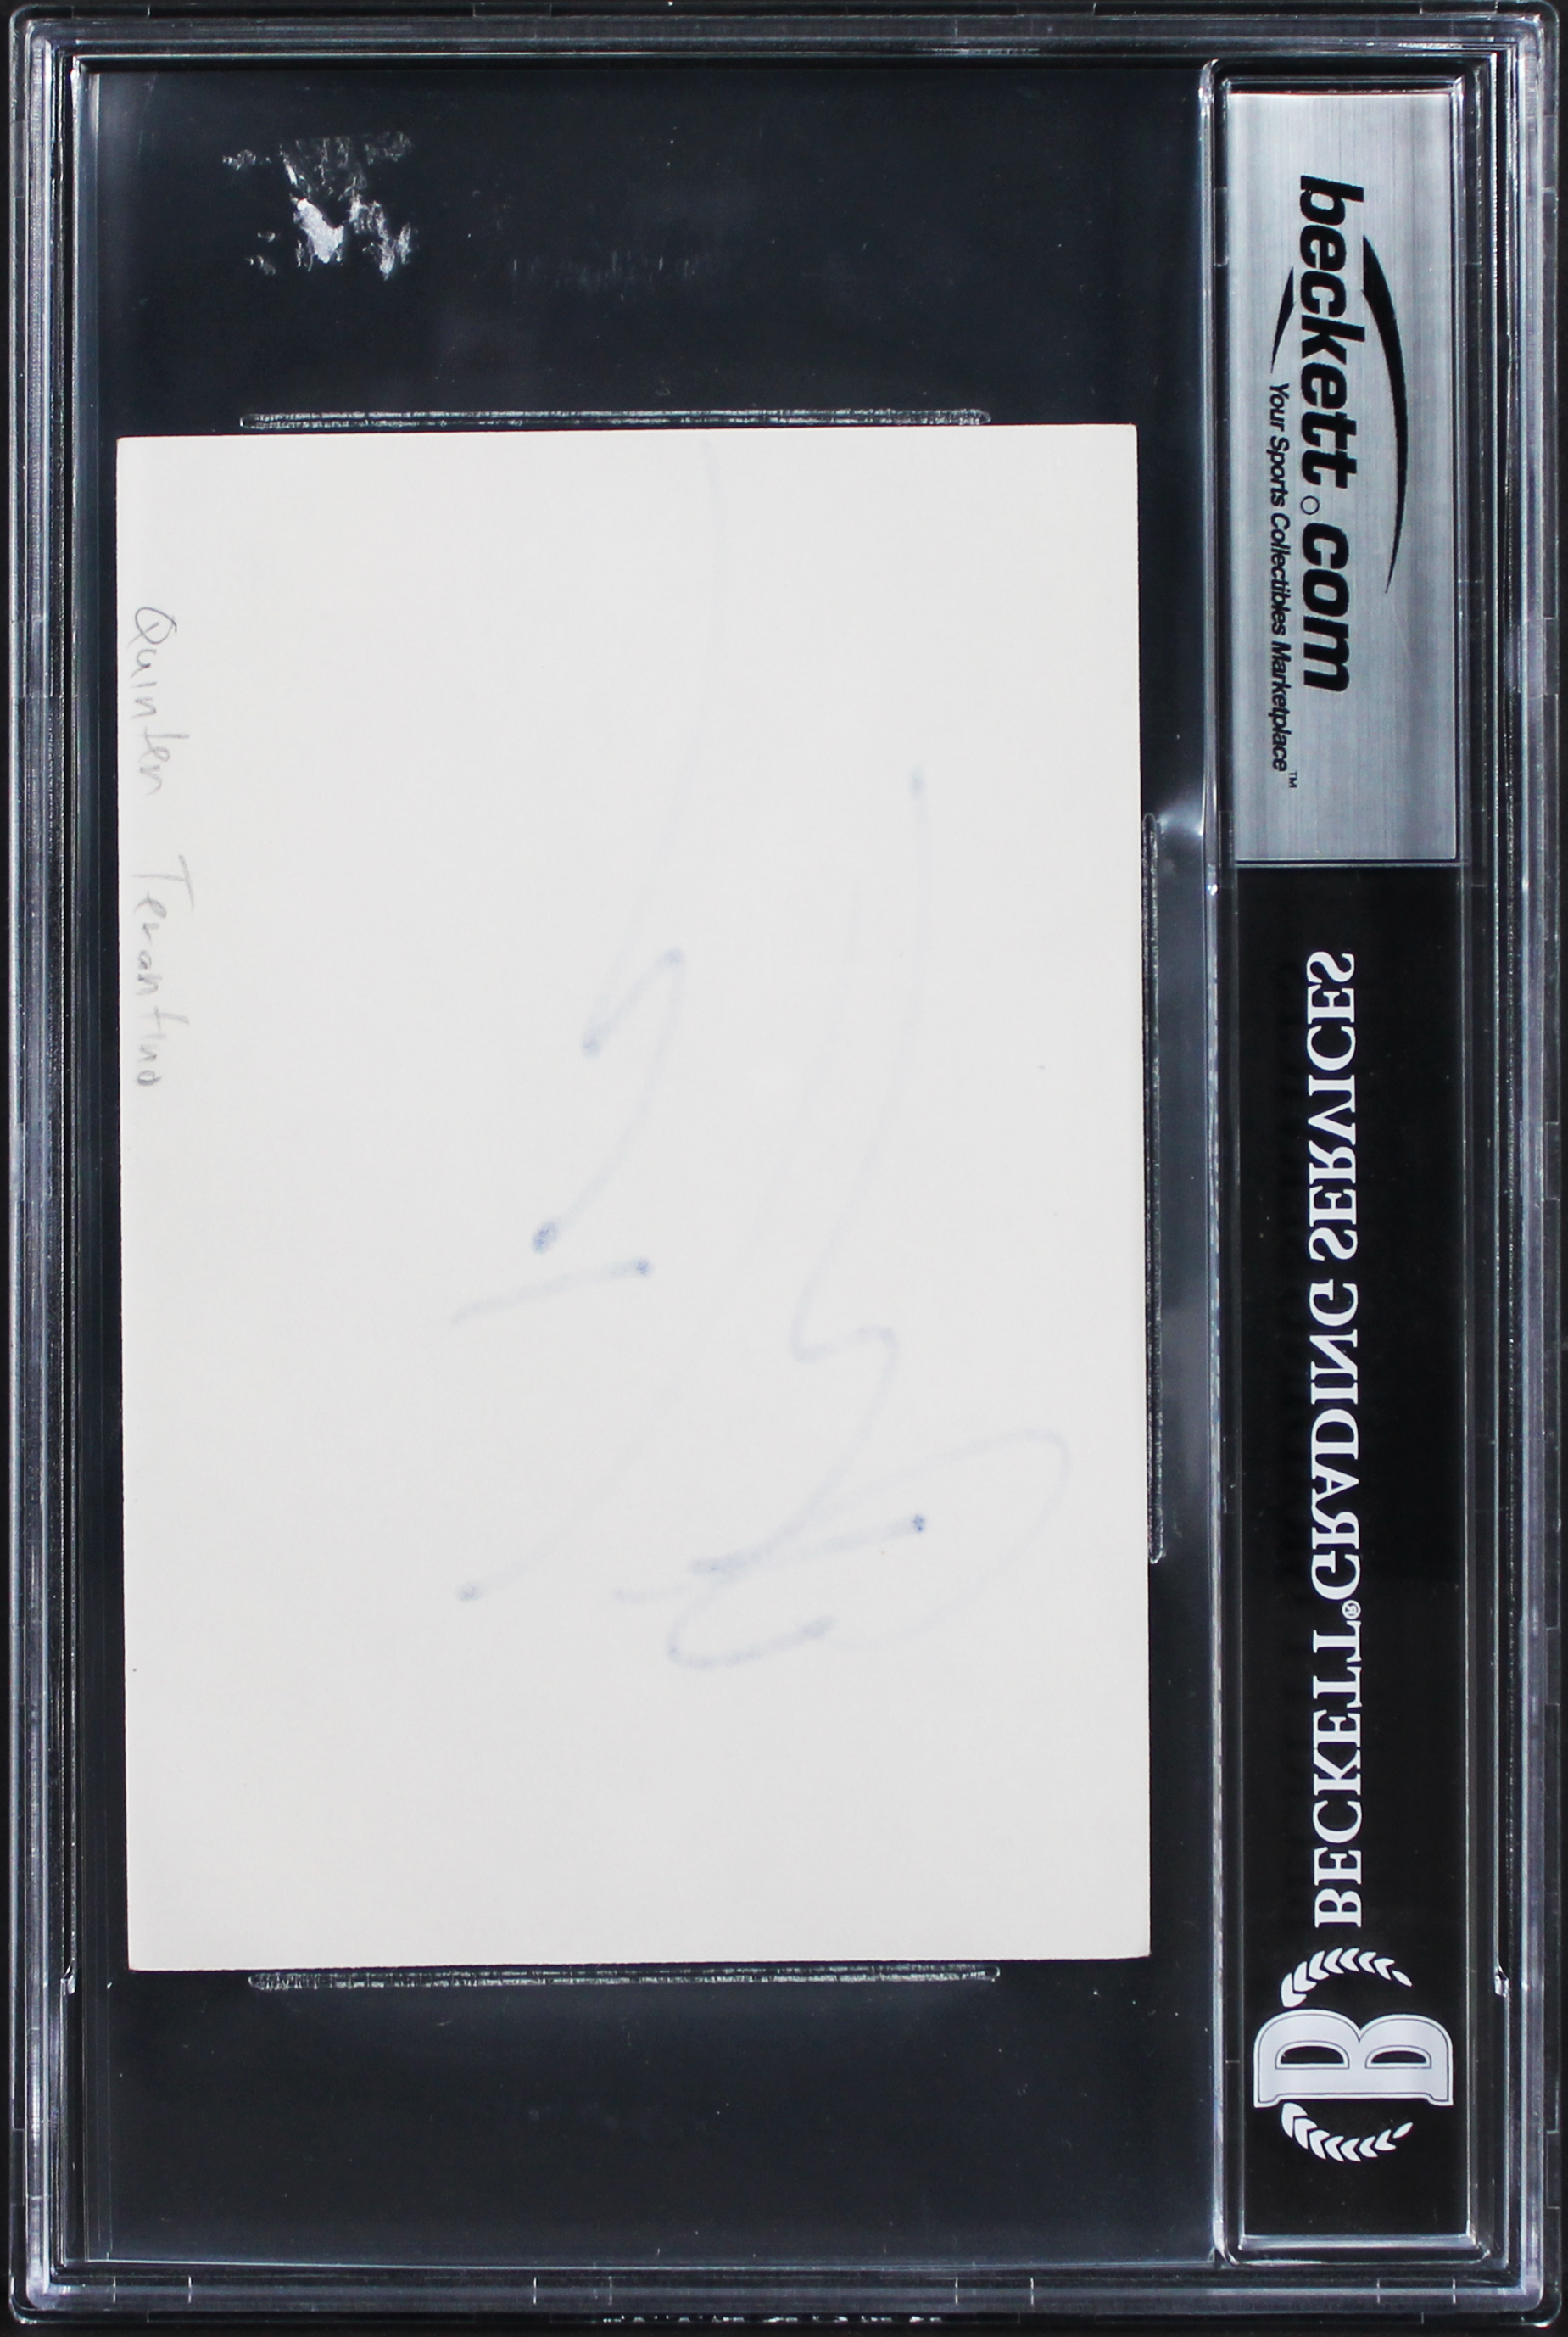 beckett.com
Your Sports Collectibles Marketplace™
BECKETT® GRADING SERVICES
B
Quinten Terantino